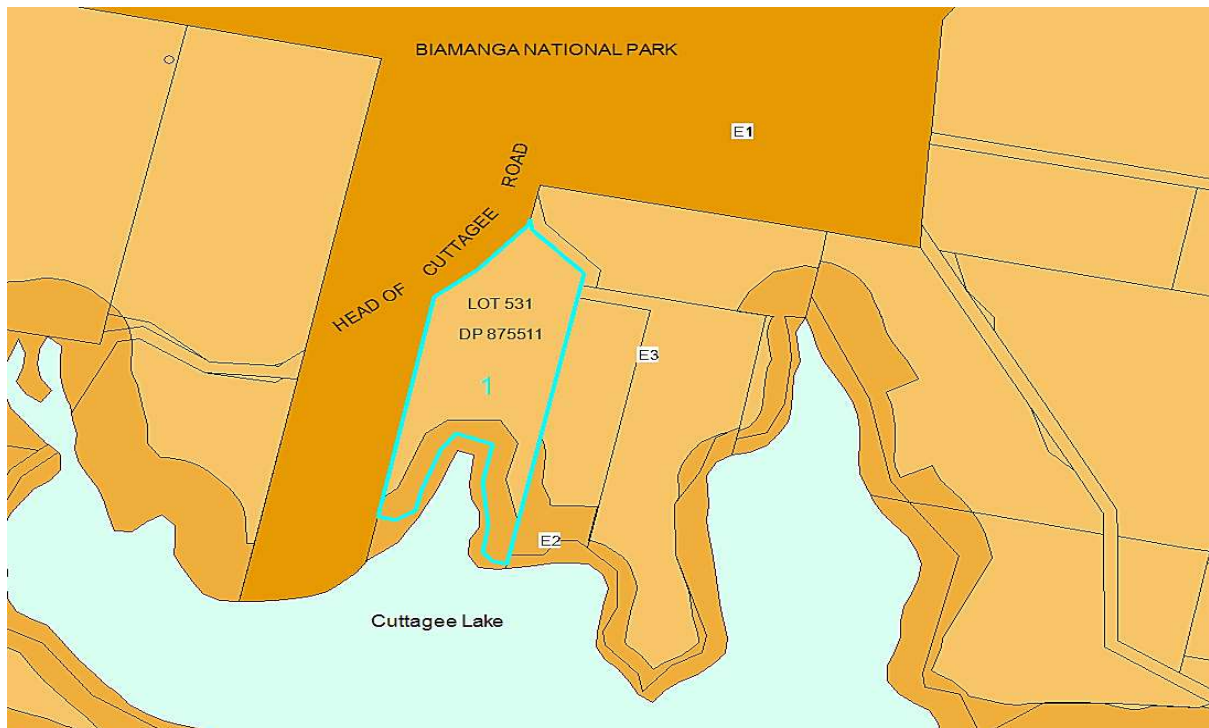 BIAMANGA NATIONAL PARK
E1
HEAD OF CUTTAGEE ROAD
LOT 531
DP 875511
E3
1
E2
Cuttagee Lake